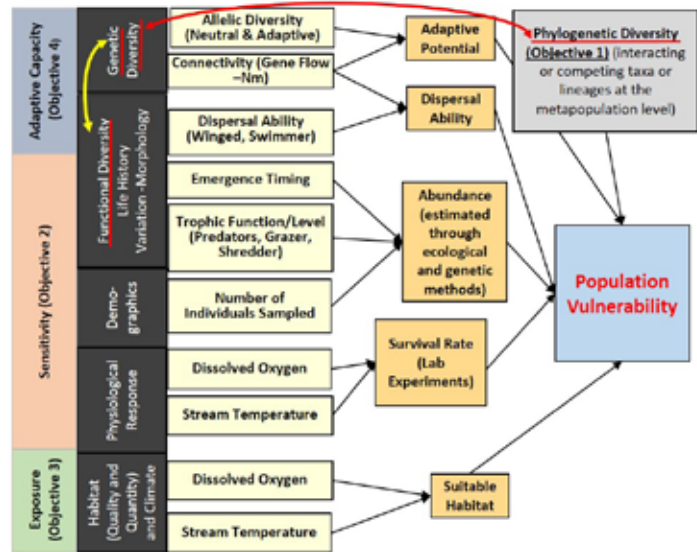 Adaptive Capacity
(Objective 4)
Sensitivity (Objective 2)
Exposure
(Objective 3)
Genetic
Diversity
Functional Diversity
Life History
Variation -Morphology
Demo-
graphics
Physiological
Response
Habitat
(Quality and
Quantity)
and Climate
Allelic Diversity
(Neutral & Adaptive)
Connectivity (Gene Flow
–Nm)
Dispersal Ability
(Winged, Swimmer)
Emergence Timing
Trophic Function/Level
(Predators, Grazer,
Shredder)
Number of
Individuals Sampled
Dissolved Oxygen
Stream Temperature
Dissolved Oxygen
Stream Temperature
Adaptive
Potential
Dispersal
Ability
Abundance
(estimated
through
ecological
and genetic
methods)
Survival Rate
(Lab
Experiments)
Suitable
Habitat
Phylogenetic Diversity
(Objective 1) (interacting
or competing taxa or
lineages at the
metapopulation level)
Population
Vulnerability